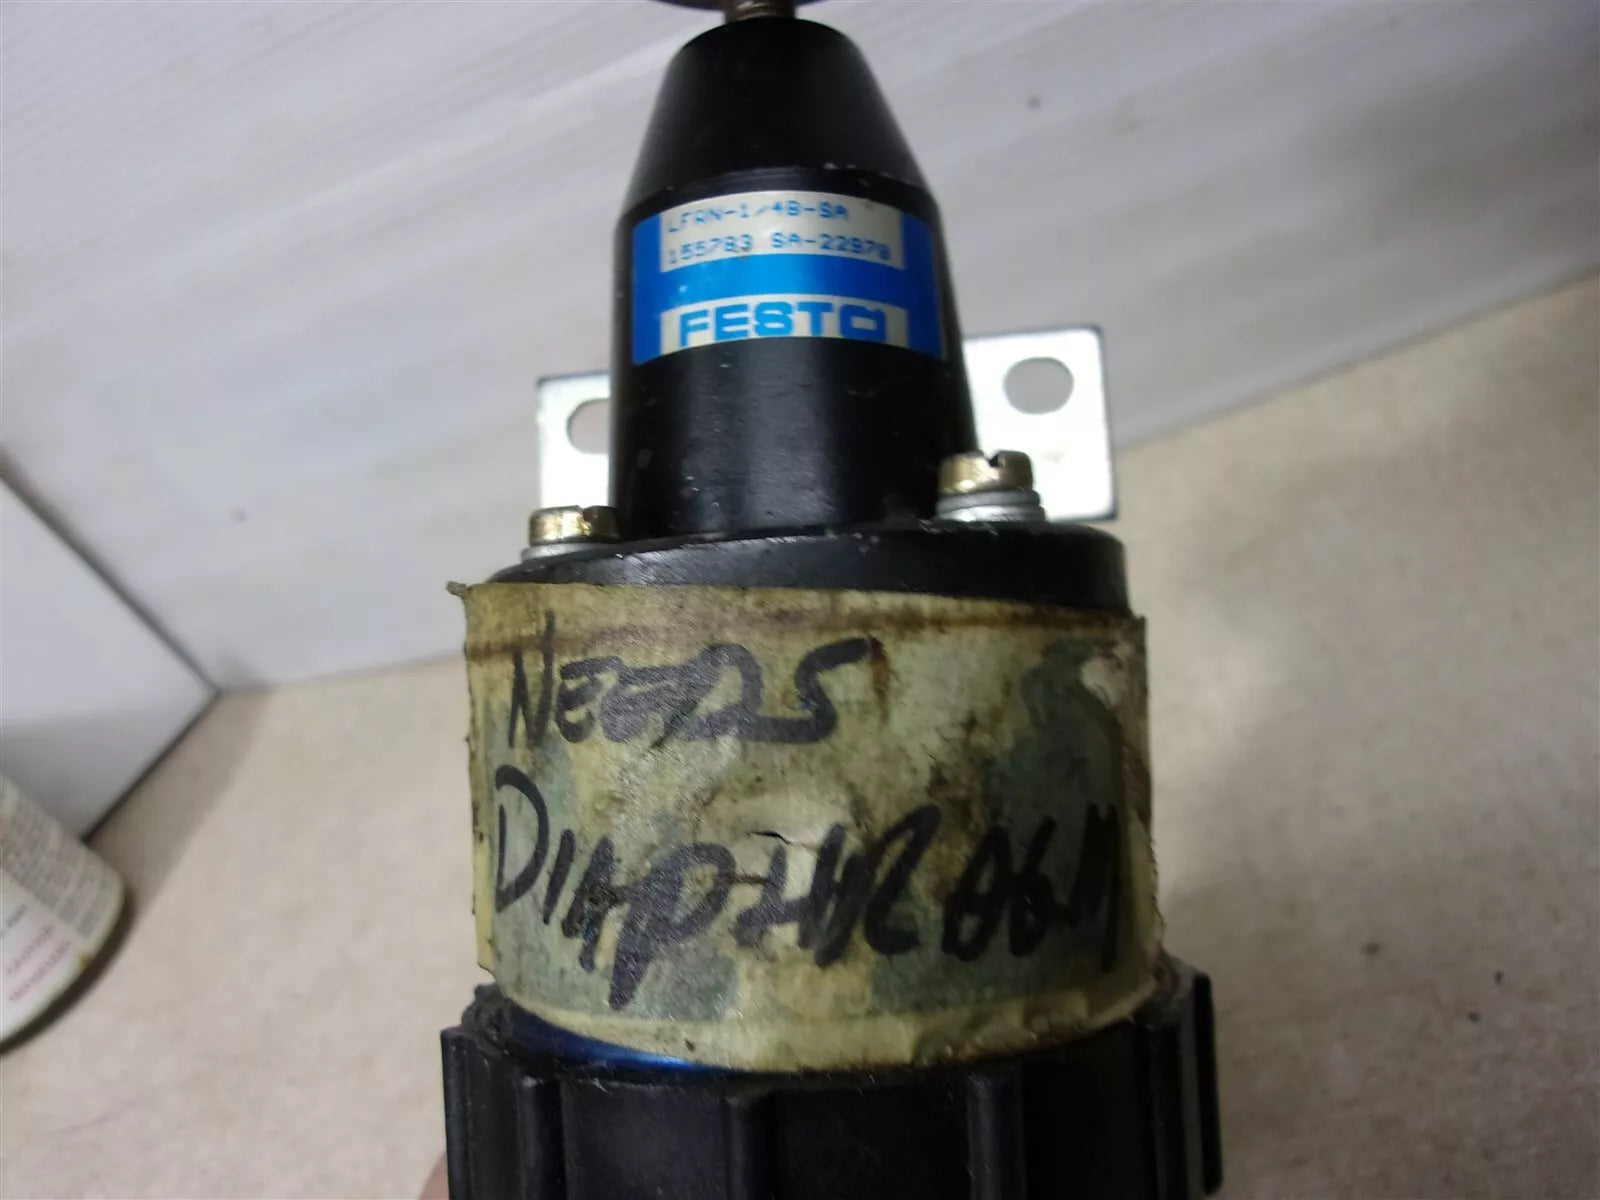 LFRN-1/4B-SA
155783 SA-22978
FESTO
NEEDS
DIAPHRAGM